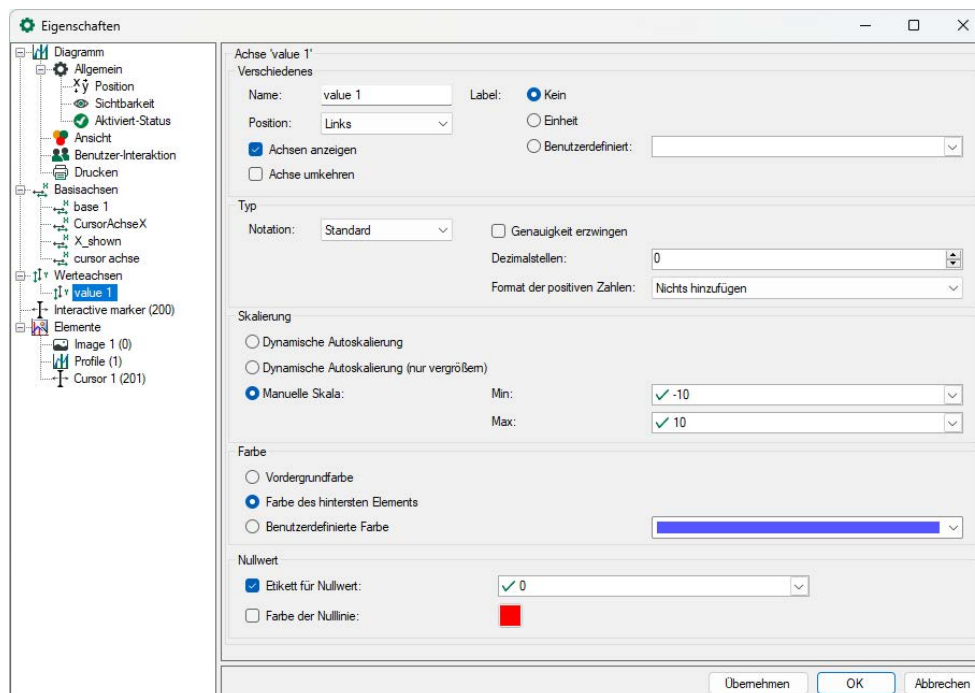 Eigenschaften
Diagramm
Allgemein
Position
Sichtbarkeit
Aktiviert-Status
Ansicht
Benutzer-Interaktion
Drucken
Basisachsen
base 1
CursorAchseX
X_shown
cursor achse
Werteachsen
value 1
Interactive marker (200)
Elemente
Image 1 (0)
Profile (1)
Cursor 1 (201)
Achse 'value 1'
Verschiedenes
Name: value 1 Label: Kein
Position: Links Einheit
Achsen anzeigen Benutzerdefiniert:
Achse umkehren
Typ
Notation: Standard Genauigkeit erzwingen
Dezimalstellen: 0
Format der positiven Zahlen: Nichts hinzufügen
Skalierung
Dynamische Autoskalierung
Dynamische Autoskalierung (nur vergrößern)
Manuelle Skala: Min: -10
Max: 10
Farbe
Vordergrundfarbe
Farbe des hintersten Elements
Benutzerdefinierte Farbe
Nullwert
Etikett für Nullwert: 0
Farbe der Nulllinie:
Übernehmen OK Abbrechen